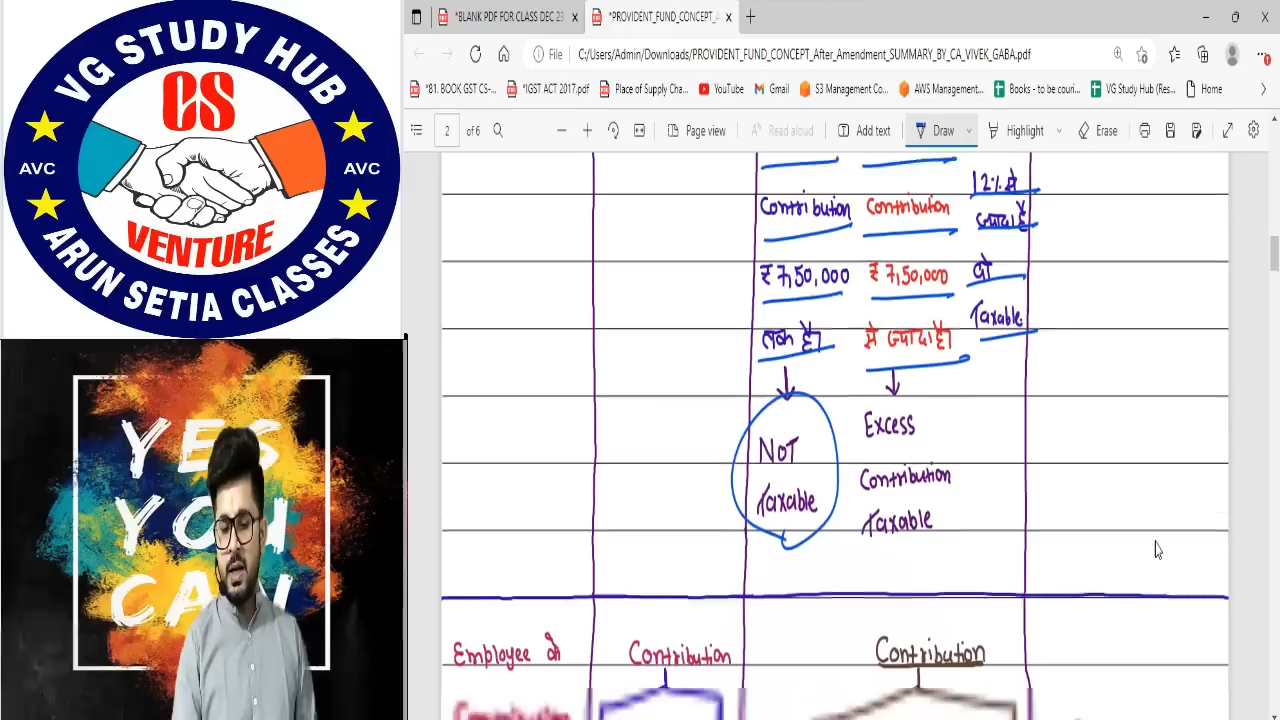 VG STUDY HUB
CS
AVC
AVC
VENTURE
ARUN SETIA CLASSES
YES
YOU
CAN
*BLANK PDF FOR CLASS DEC 23
*PROVIDENT_FUND_CONCEPT_A
File
C:/Users/Admin/Downloads/PROVIDENT_FUND_CONCEPT_After_Amendment_SUMMARY_BY_CA_VIVEK_GABA.pdf
*81. BOOK GST CS-...
*IGST ACT 2017.pdf
Place of Supply Cha...
YouTube
Gmail
S3 Management Co...
AWS Management...
Books - to be couri...
VG Study Hub (Res...
Home
2 of 6
Page view
Read aloud
Add text
Draw
Highlight
Erase
12% से
Contribution Contribution ज्यादा है
₹7,50,000 ₹7,50,000 वो
Taxable
तक है। से ज्यादा है।
NOT
Taxable
Excess
Contribution
Taxable
Employee का
Contribution
Contribution
Contribution